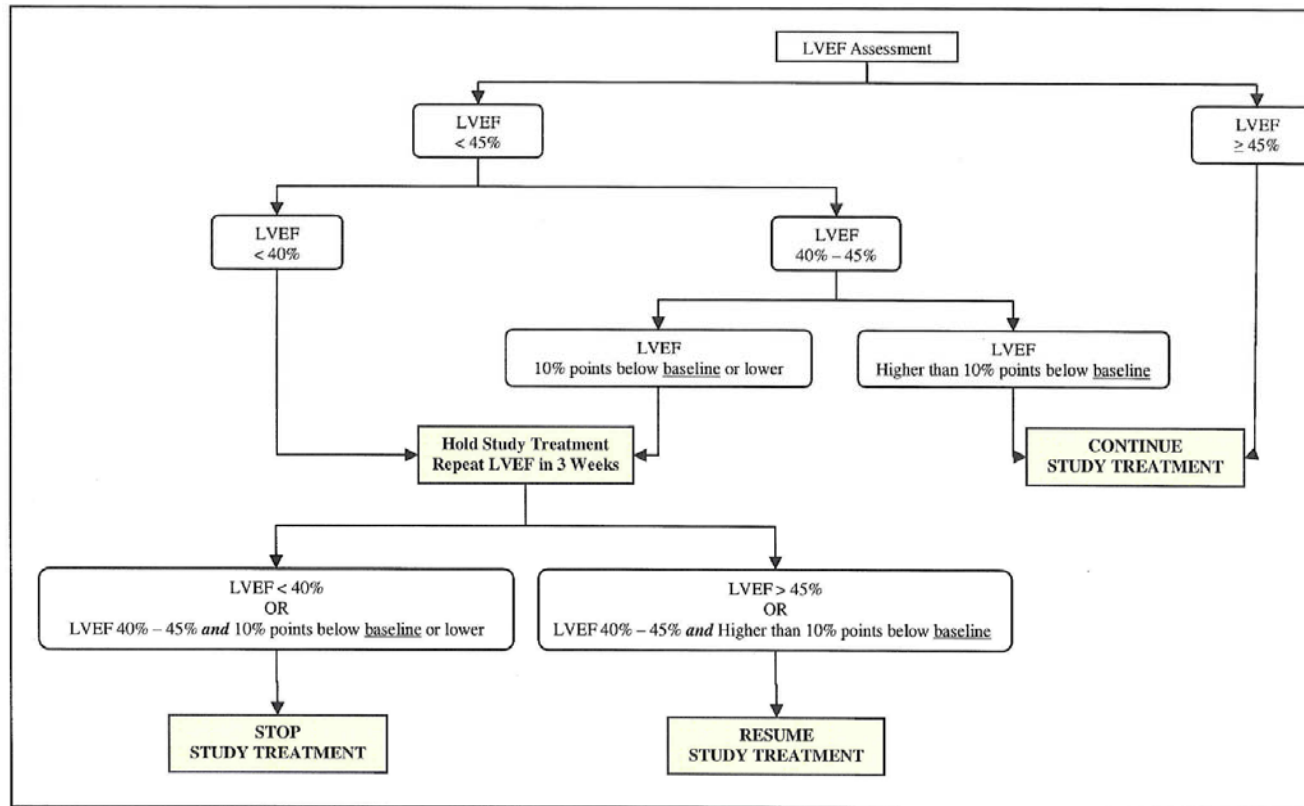 LVEF Assessment
LVEF
< 45%
LVEF
≥ 45%
LVEF
< 40%
LVEF
40% – 45%
LVEF
10% points below baseline or lower
LVEF
Higher than 10% points below baseline
Hold Study Treatment
Repeat LVEF in 3 Weeks
CONTINUE
STUDY TREATMENT
LVEF < 40%
OR
LVEF 40% – 45% and 10% points below baseline or lower
LVEF > 45%
OR
LVEF 40% – 45% and Higher than 10% points below baseline
STOP
STUDY TREATMENT
RESUME
STUDY TREATMENT